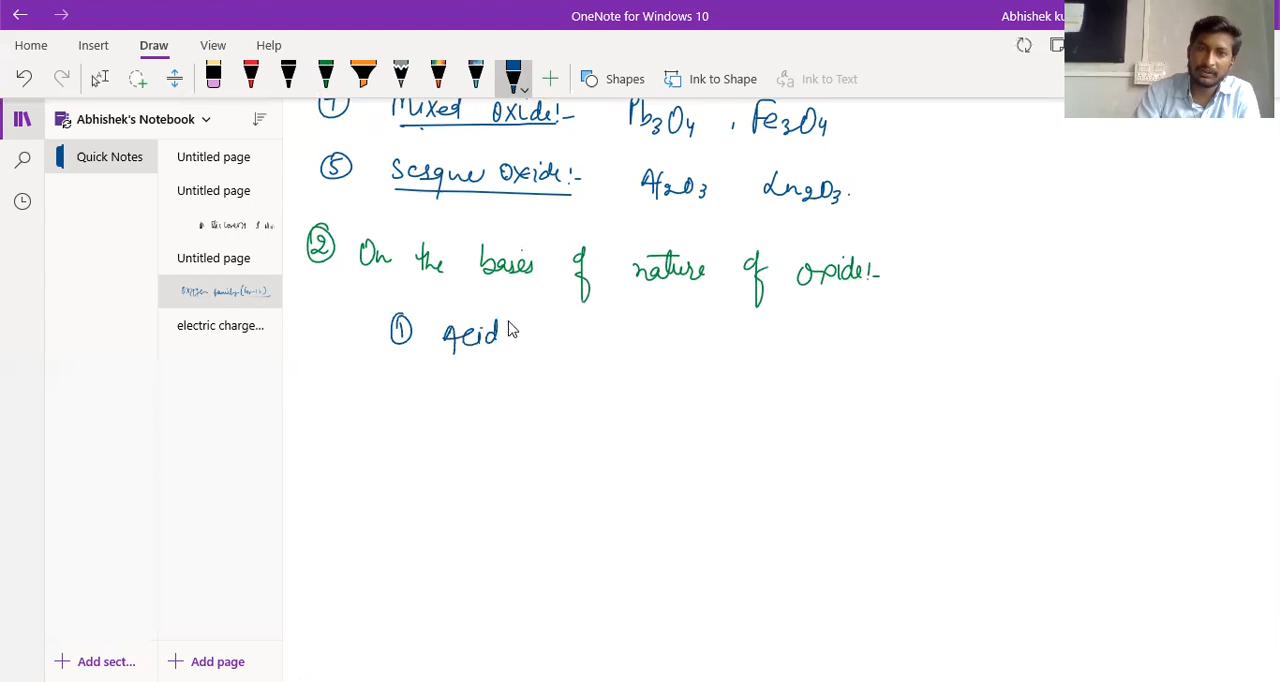 OneNote for Windows 10
Abhishek ku
Home Insert Draw View Help
Shapes Ink to Shape Ink to Text
Abhishek's Notebook
Quick Notes
Untitled page
Untitled page
Untitled page
Oxygen family
electric charge...
Add sect...
Add page
Mixed Oxide!- Pb3O4 , Fe3O4
⑤ Sesque Oxide:- Ln2O3.
② On the bases of nature of oxide!-
① Acid